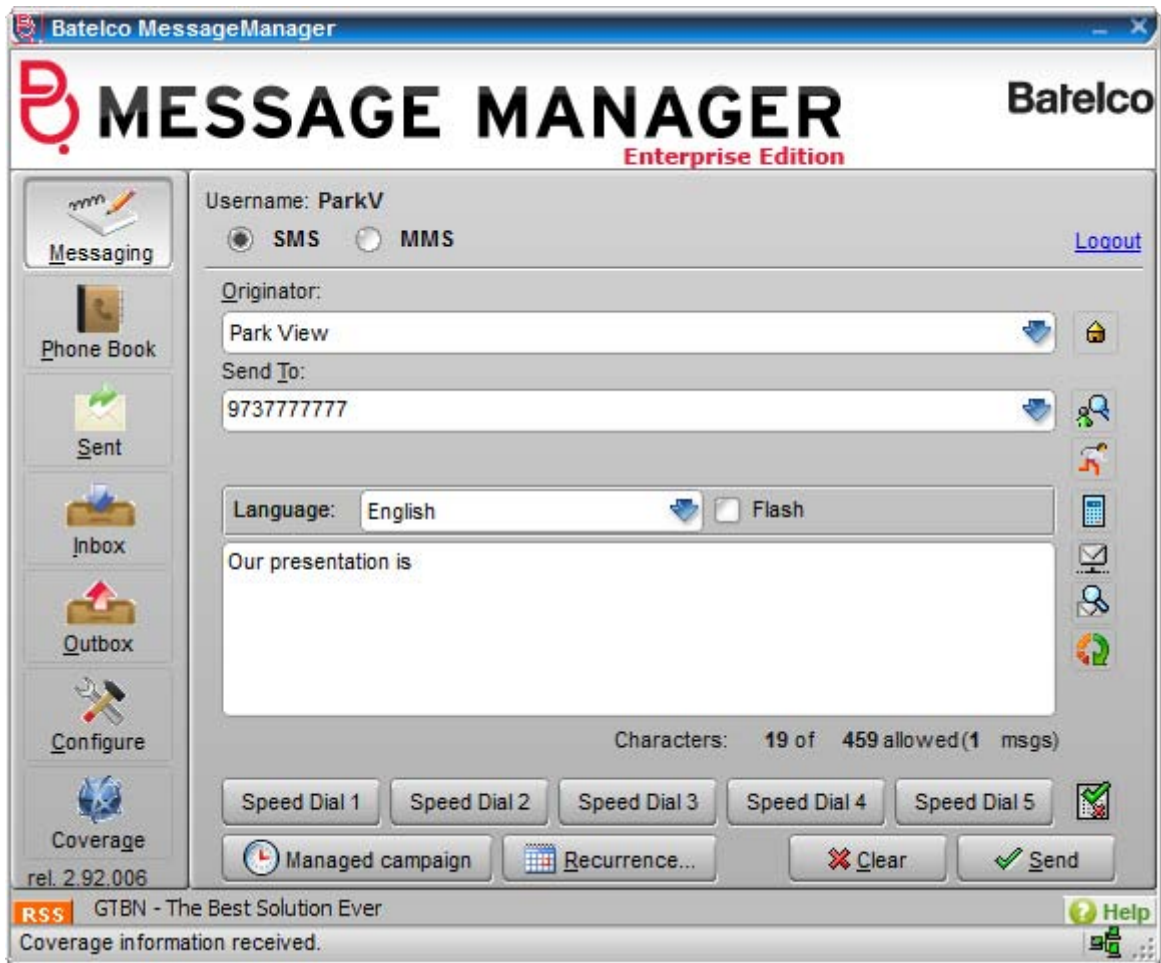 Batelco MessageManager
MESSAGE MANAGER
Batelco
Enterprise Edition
Messaging
Phone Book
Sent
Inbox
Outbox
Configure
Coverage
rel. 2.92.006
Username: ParkV
SMS MMS
Logout
Originator:
Park View
Send To:
9737777777
Language: English Flash
Our presentation is
Characters: 19 of 459 allowed(1 msgs)
Speed Dial 1 Speed Dial 2 Speed Dial 3 Speed Dial 4 Speed Dial 5
Managed campaign Recurrence... Clear Send
RSS GTBN - The Best Solution Ever Help
Coverage information received.